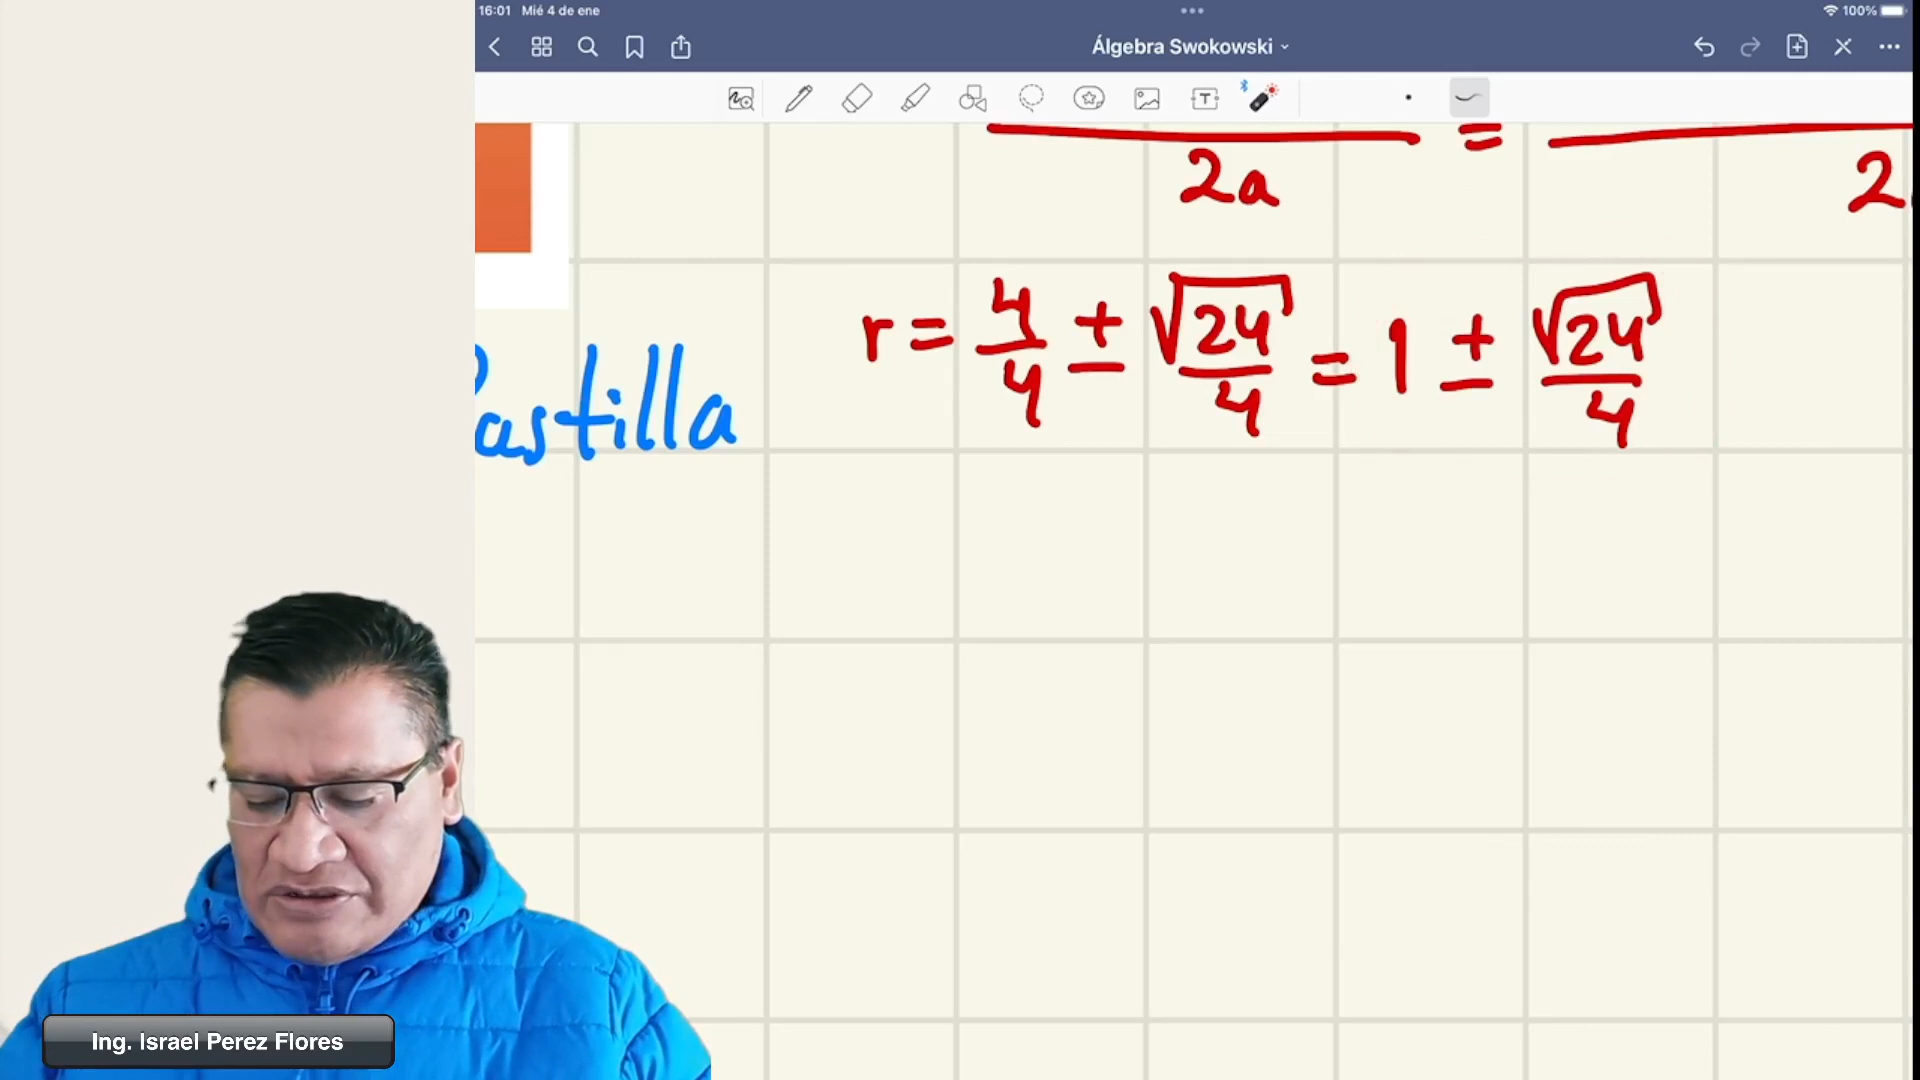 16:01 Mié 4 de ene
100%
Álgebra Swokowski
T
2a = 2
r = 4/4 ± √24/4 = 1 ± √24/4
astilla
Ing. Israel Perez Flores